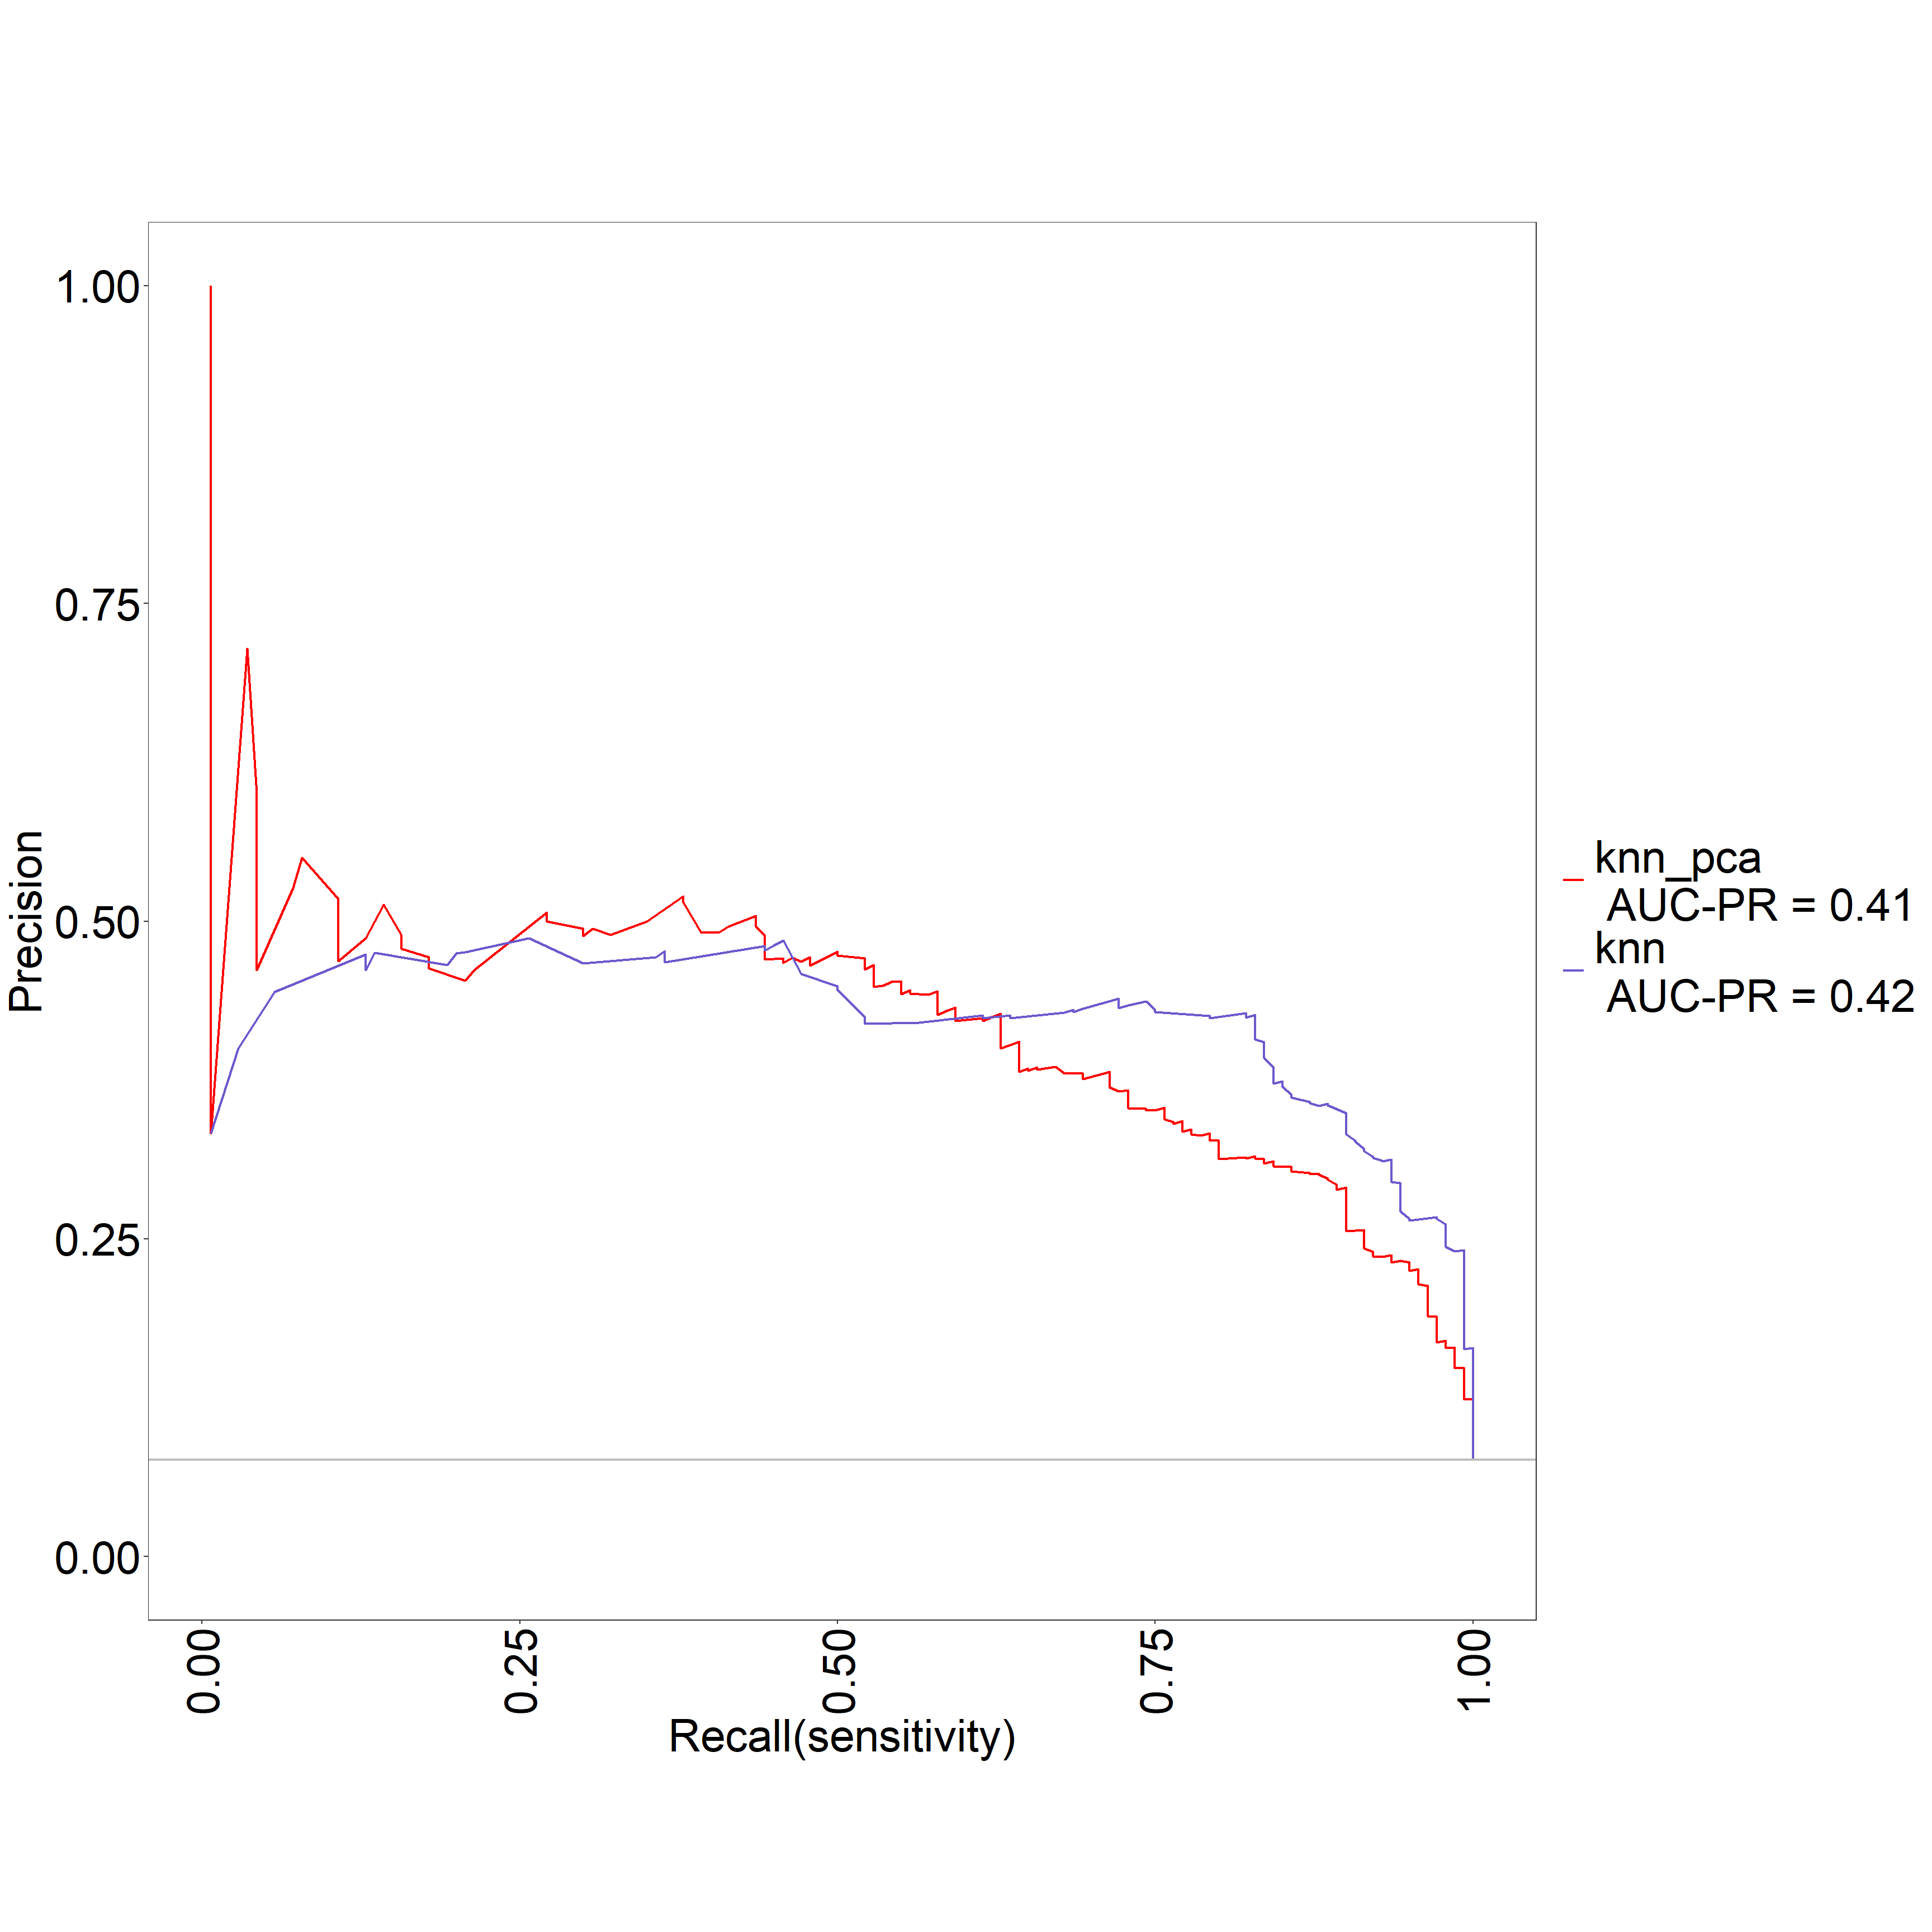 1.00
0.75
0.50
0.25
0.00
Precision
0.00
0.25
0.50
0.75
1.00
Recall(sensitivity)
knn_pca
AUC-PR = 0.41
knn
AUC-PR = 0.42